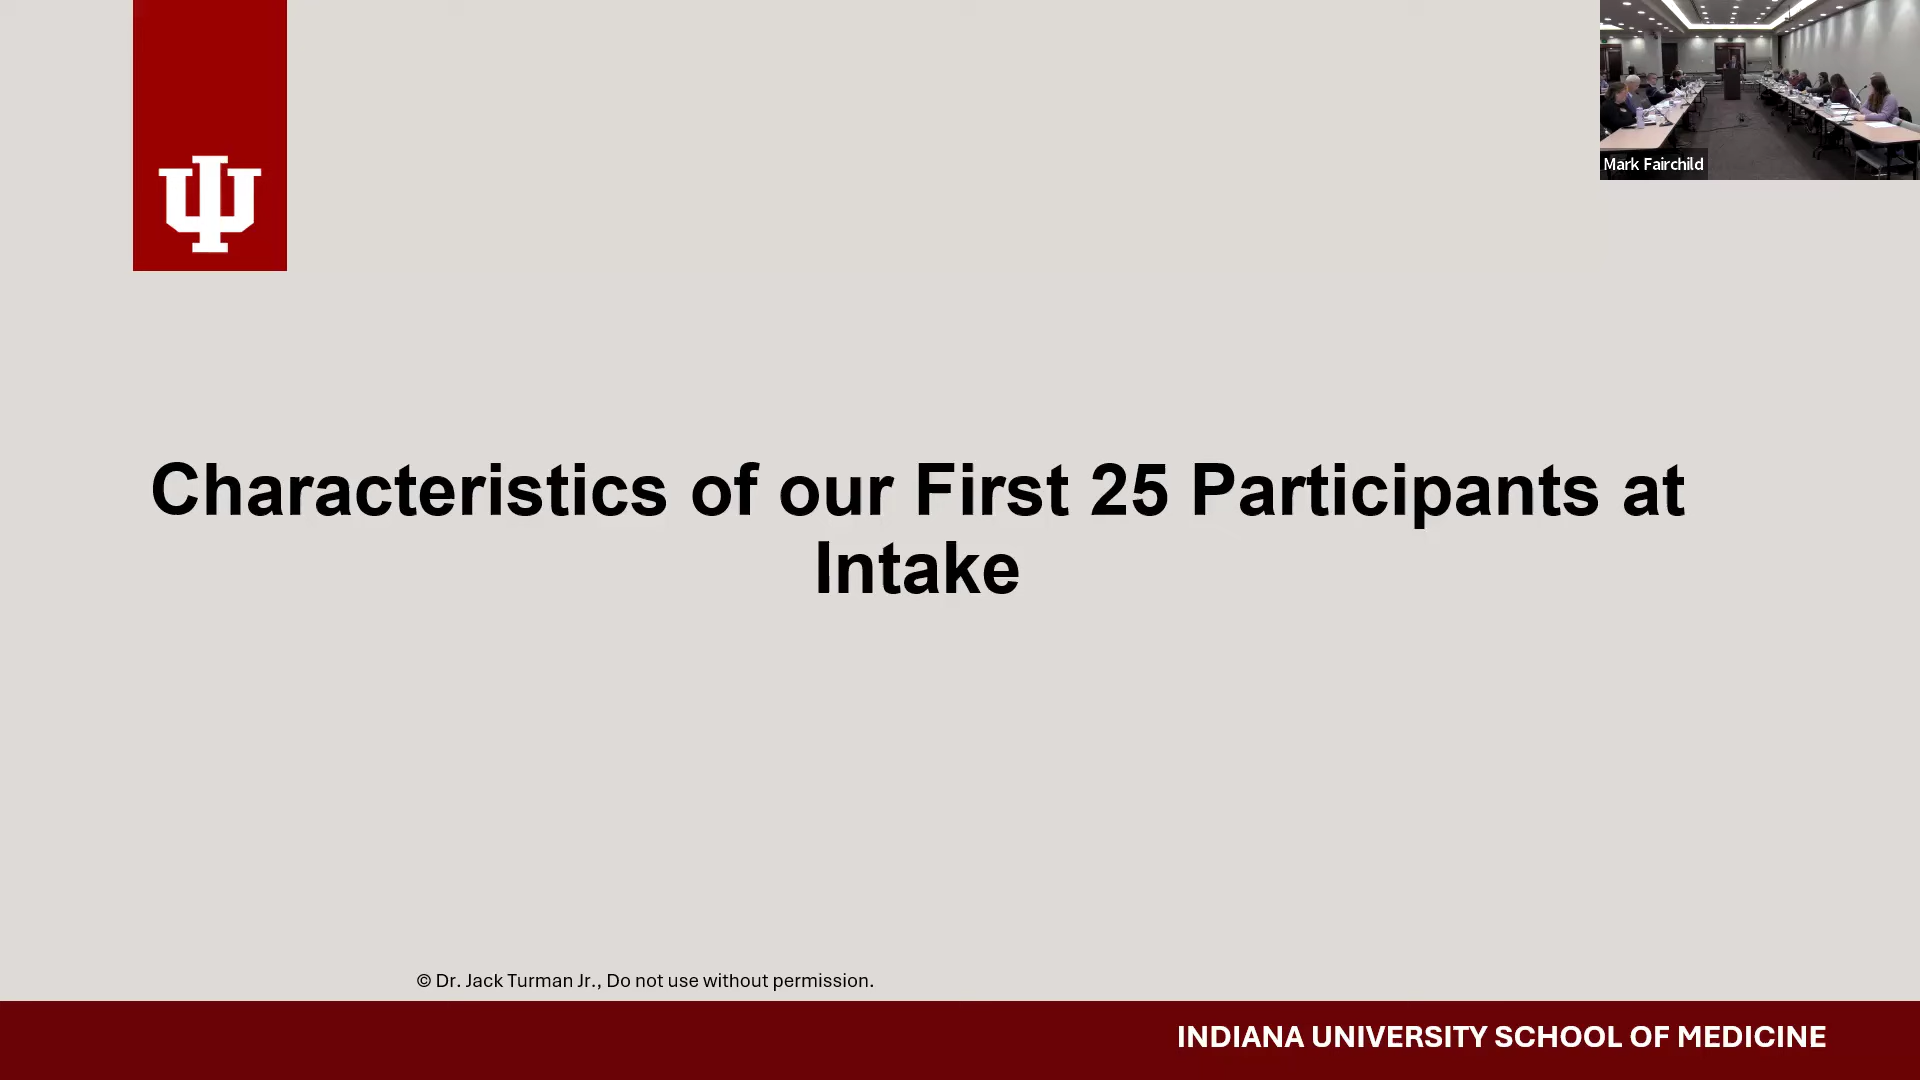 Mark Fairchild
Characteristics of our First 25 Participants at
Intake
© Dr. Jack Turman Jr., Do not use without permission.
INDIANA UNIVERSITY SCHOOL OF MEDICINE